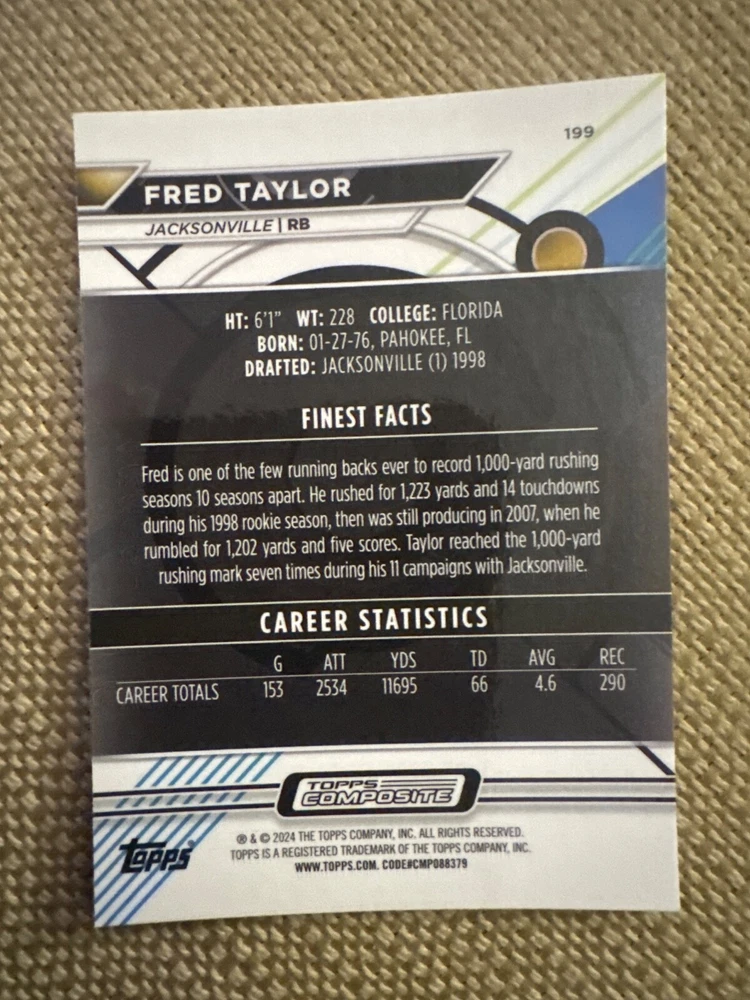 199
FRED TAYLOR
JACKSONVILLE | RB
HT: 6'1" WT: 228 COLLEGE: FLORIDA
BORN: 01-27-76, PAHOKEE, FL
DRAFTED: JACKSONVILLE (1) 1998
FINEST FACTS
Fred is one of the few running backs ever to record 1,000-yard rushing
seasons 10 seasons apart. He rushed for 1,223 yards and 14 touchdowns
during his 1998 rookie season, then was still producing in 2007, when he
rumbled for 1,202 yards and five scores. Taylor reached the 1,000-yard
rushing mark seven times during his 11 campaigns with Jacksonville.
CAREER STATISTICS
G ATT YDS TD AVG REC
CAREER TOTALS 153 2534 11695 66 4.6 290
TOPPS
COMPOSITE
® & © 2024 THE TOPPS COMPANY, INC. ALL RIGHTS RESERVED.
TOPPS IS A REGISTERED TRADEMARK OF THE TOPPS COMPANY, INC.
WWW.TOPPS.COM. CODE#CMP088379
Topps®